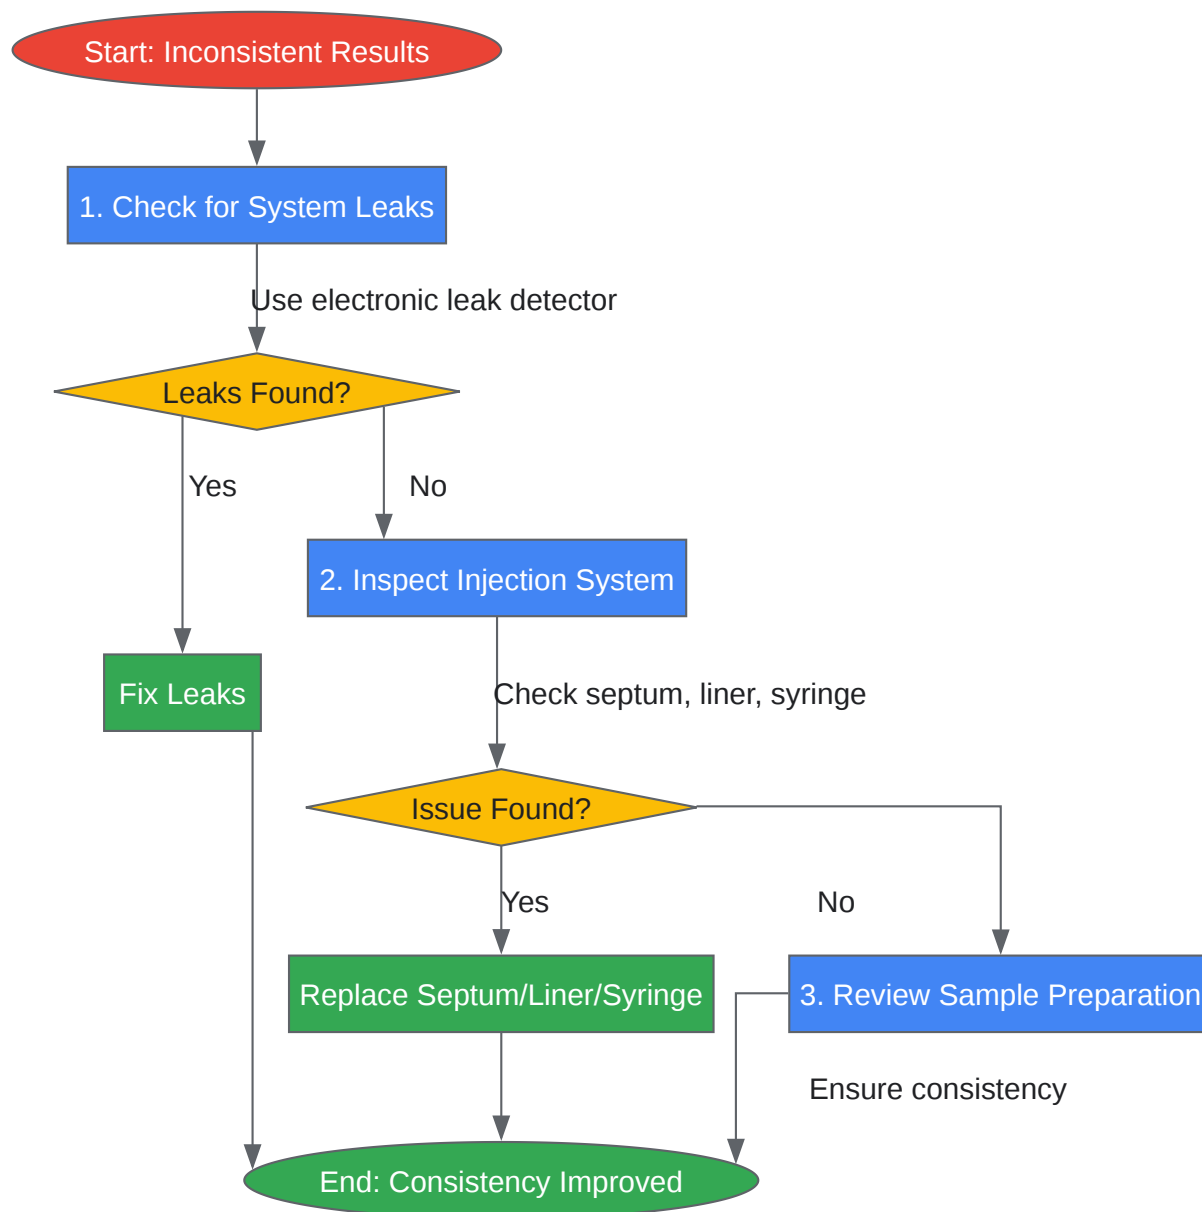 Start: Inconsistent Results
1. Check for System Leaks
Use electronic leak detector
Leaks Found?
Yes
No
2. Inspect Injection System
Fix Leaks
Check septum, liner, syringe
Issue Found?
Yes
No
Replace Septum/Liner/Syringe
3. Review Sample Preparation
Ensure consistency
End: Consistency Improved